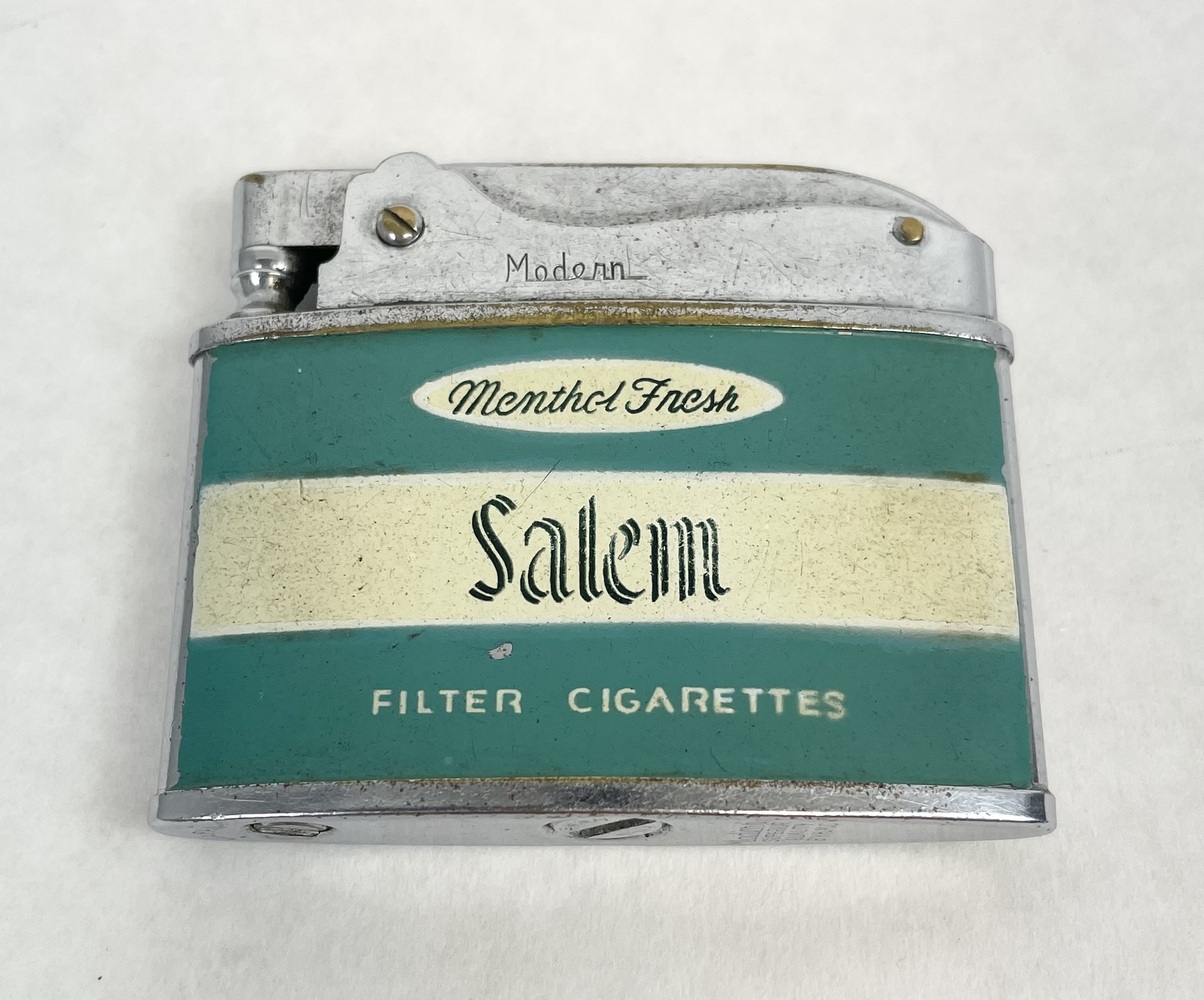 Modern
Menthol Fresh
Salem
FILTER CIGARETTES